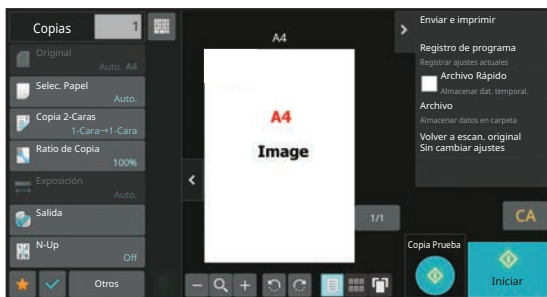 Copias
1
Original
Auto. A4
Selec. Papel
Auto.
Copia 2-Caras
1-Cara→1-Cara
Ratio de Copia
100%
Exposición
Auto.
Salida
N-Up
Off
Otros
A4
A4
Image
1/1
Enviar e imprimir
Registro de programa
Registrar ajustes actuales
Archivo Rápido
Almacenar dat. temporal.
Archivo
Almacenar datos en carpeta
Volver a escan. original
Sin cambiar ajustes
CA
Copia Prueba
Iniciar